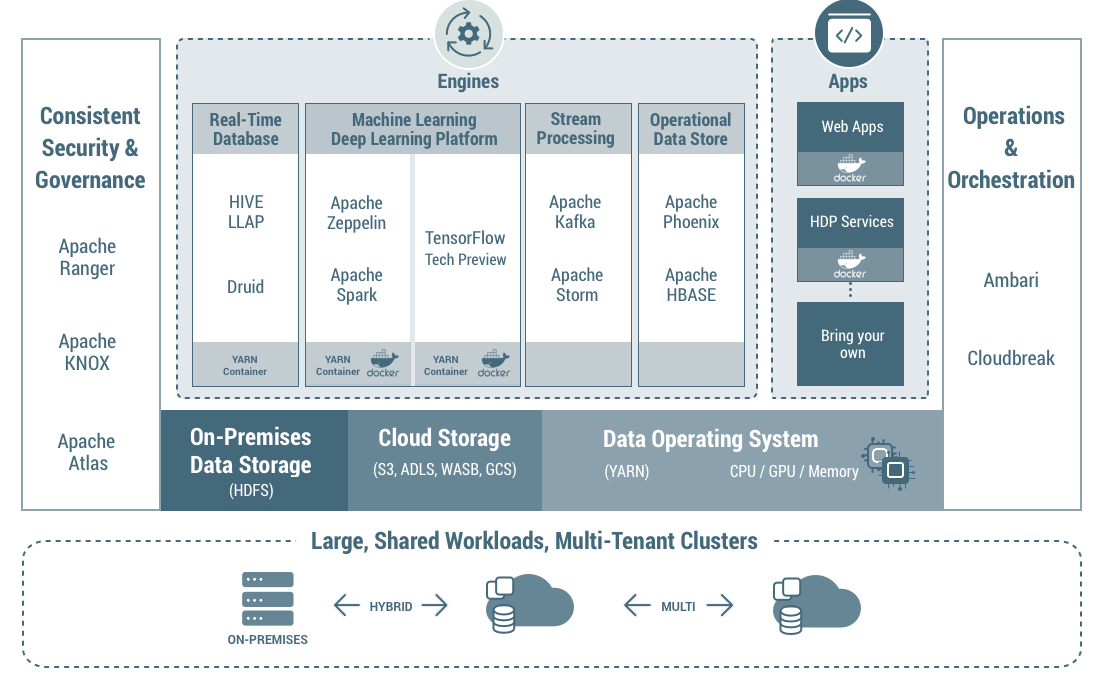 Consistent
Security &
Governance
Apache
Ranger
Apache
KNOX
Apache
Atlas
Engines
Real-Time
Database
HIVE
LLAP
Druid
YARN
Container
Machine Learning
Deep Learning Platform
Apache
Zeppelin
Apache
Spark
YARN
Container
docker
TensorFlow
Tech Preview
YARN
Container
docker
Stream
Processing
Apache
Kafka
Apache
Storm
Operational
Data Store
Apache
Phoenix
Apache
HBASE
Apps
Web Apps
docker
HDP Services
docker
Bring your
own
Operations
&
Orchestration
Ambari
Cloudbreak
On-Premises
Data Storage
(HDFS)
Cloud Storage
(S3, ADLS, WASB, GCS)
Data Operating System
(YARN) CPU / GPU / Memory
Large, Shared Workloads, Multi-Tenant Clusters
ON-PREMISES
HYBRID
MULTI